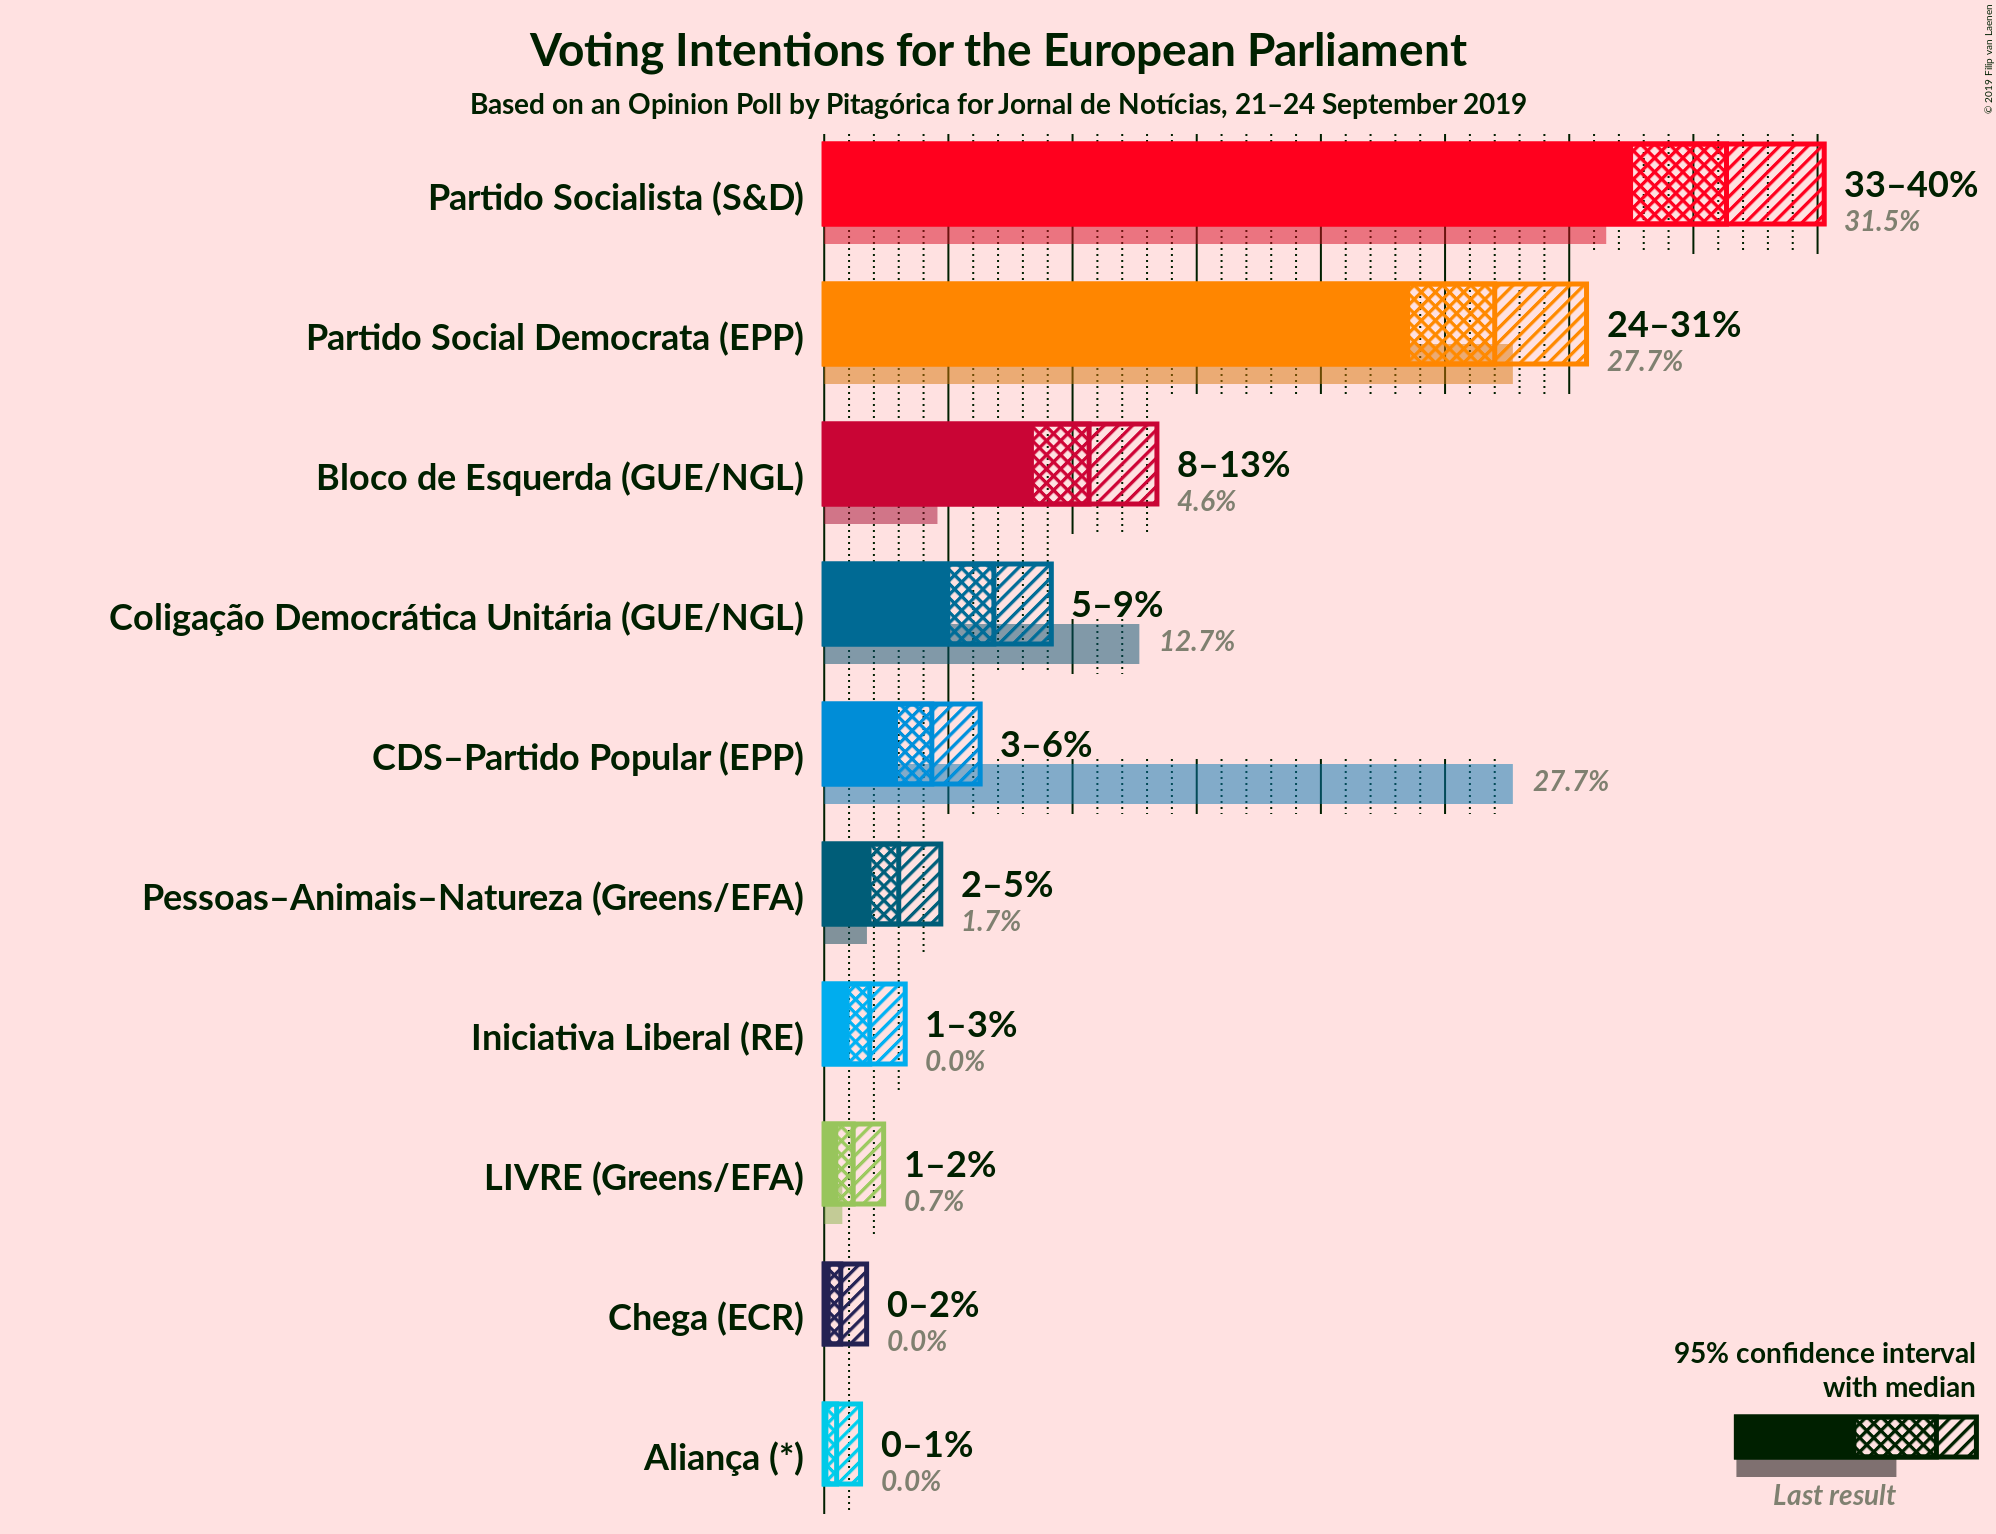 Voting Intentions for the European Parliament
Based on an Opinion Poll by Pitagórica for Jornal de Notícias, 21–24 September 2019
© 2019 Filip van Laenen
Partido Socialista (S&D)
33–40%
31.5%
Partido Social Democrata (EPP)
24–31%
27.7%
Bloco de Esquerda (GUE/NGL)
8–13%
4.6%
Coligação Democrática Unitária (GUE/NGL)
5–9%
12.7%
CDS–Partido Popular (EPP)
3–6%
27.7%
Pessoas–Animais–Natureza (Greens/EFA)
2–5%
1.7%
Iniciativa Liberal (RE)
1–3%
0.0%
LIVRE (Greens/EFA)
1–2%
0.7%
Chega (ECR)
0–2%
0.0%
Aliança (*)
0–1%
0.0%
95% confidence interval
with median
Last result